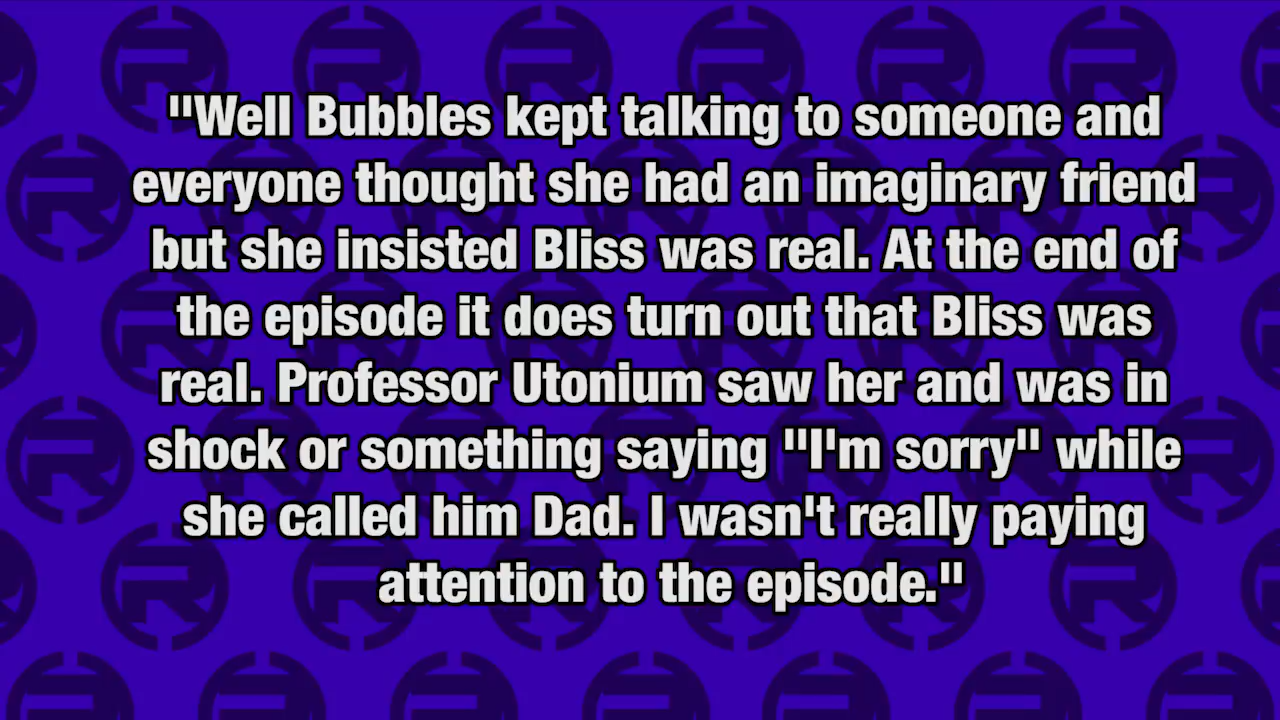 "Well Bubbles kept talking to someone and
everyone thought she had an imaginary friend
but she insisted Bliss was real. At the end of
the episode it does turn out that Bliss was
real. Professor Utonium saw her and was in
shock or something saying "I'm sorry" while
she called him Dad. I wasn't really paying
attention to the episode."